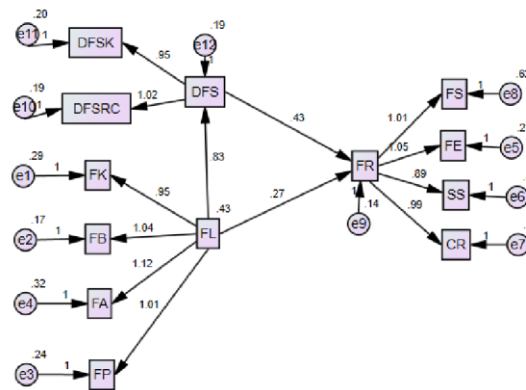 .20
e11 1 DFSK
.19
e12
1
.95
.19
e10 1 DFSRC
1.02
DFS
.62
FS 1 e8
1.01
43
.29
e1 1 FK
.95
.83
1.05
FE 1 e5
FR
.89
SS 1 e6
.27
.17
e2 1 FB
1.04
FL
.43
1
.14
e9
.99
CR 1 e7
.32
e4 1 FA
1.12
1.01
.24
e3 1 FP